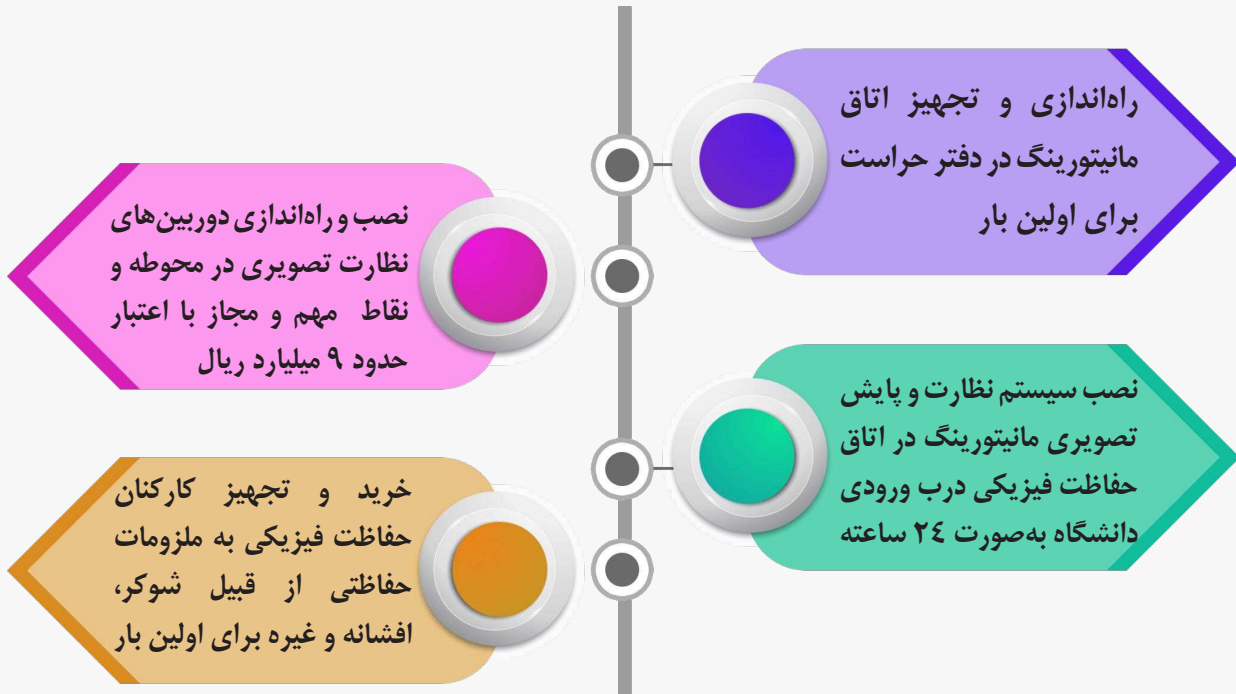 راه‌اندازی و تجهیز اتاق
مانیتورینگ در دفتر حراست
برای اولین بار
نصب و راه‌اندازی دوربین‌های
نظارت تصویری در محوطه و
نقاط مهم و مجاز با اعتبار
حدود ۹ میلیارد ریال
نصب سیستم نظارت و پایش
تصویری مانیتورینگ در اتاق
حفاظت فیزیکی درب ورودی
دانشگاه به‌صورت ٢٤ ساعته
خرید و تجهیز کارکنان
حفاظت فیزیکی به ملزومات
حفاظتی از قبیل شوکر،
افشانه و غیره برای اولین بار